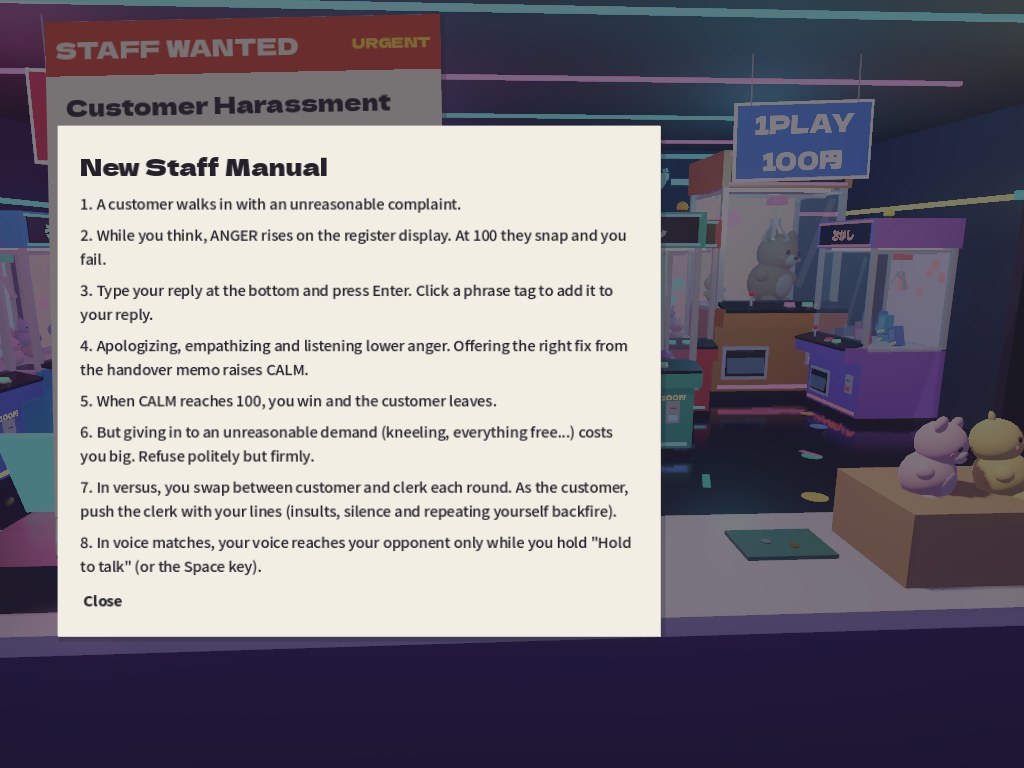 STAFF WANTED
URGENT
Customer Harassment
New Staff Manual
1. A customer walks in with an unreasonable complaint.
2. While you think, ANGER rises on the register display. At 100 they snap and you
fail.
3. Type your reply at the bottom and press Enter. Click a phrase tag to add it to
your reply.
4. Apologizing, empathizing and listening lower anger. Offering the right fix from
the handover memo raises CALM.
5. When CALM reaches 100, you win and the customer leaves.
6. But giving in to an unreasonable demand (kneeling, everything free...) costs
you big. Refuse politely but firmly.
7. In versus, you swap between customer and clerk each round. As the customer,
push the clerk with your lines (insults, silence and repeating yourself backfire).
8. In voice matches, your voice reaches your opponent only while you hold "Hold
to talk" (or the Space key).
Close
1PLAY
100円
おかし
100円